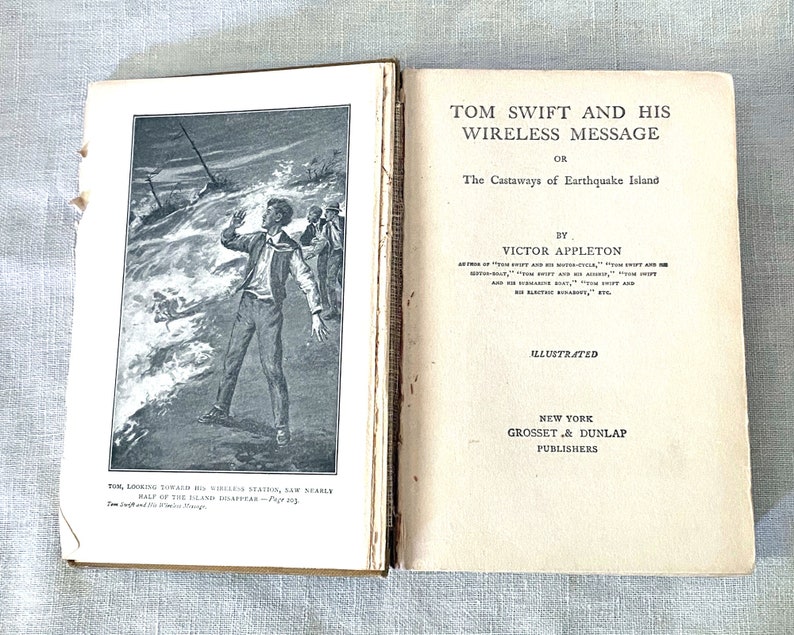 TOM, LOOKING TOWARD HIS WIRELESS STATION, SAW NEARLY
HALF OF THE ISLAND DISAPPEAR —Page 203.
Tom Swift and His Wireless Message.
TOM SWIFT AND HIS
WIRELESS MESSAGE
OR
The Castaways of Earthquake Island
BY
VICTOR APPLETON
AUTHOR OF "TOM SWIFT AND HIS MOTOR-CYCLE," "TOM SWIFT AND HIS
MOTOR-BOAT," "TOM SWIFT AND HIS AIRSHIP," "TOM SWIFT
AND HIS SUBMARINE BOAT," "TOM SWIFT AND
HIS ELECTRIC RUNABOUT," ETC.
ILLUSTRATED
NEW YORK
GROSSET & DUNLAP
PUBLISHERS